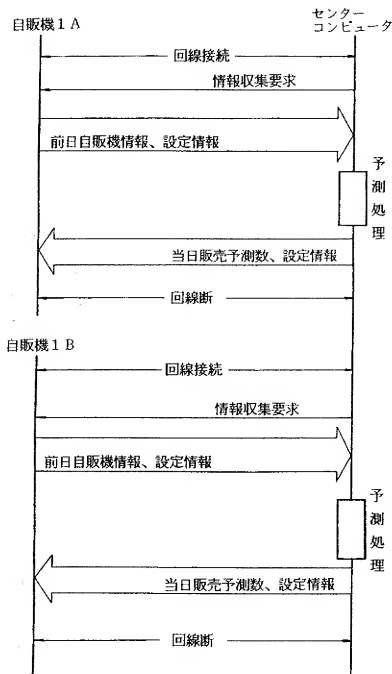 自販機1A
センター
コンピュータ
回線接続
情報収集要求
前日自販機情報、設定情報
予測処理
当日販売予測数、設定情報
回線断
自販機1B
回線接続
情報収集要求
前日自販機情報、設定情報
予測処理
当日販売予測数、設定情報
回線断